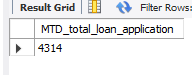 Result Grid Filter Rows:
MTD_total_loan_application
4314